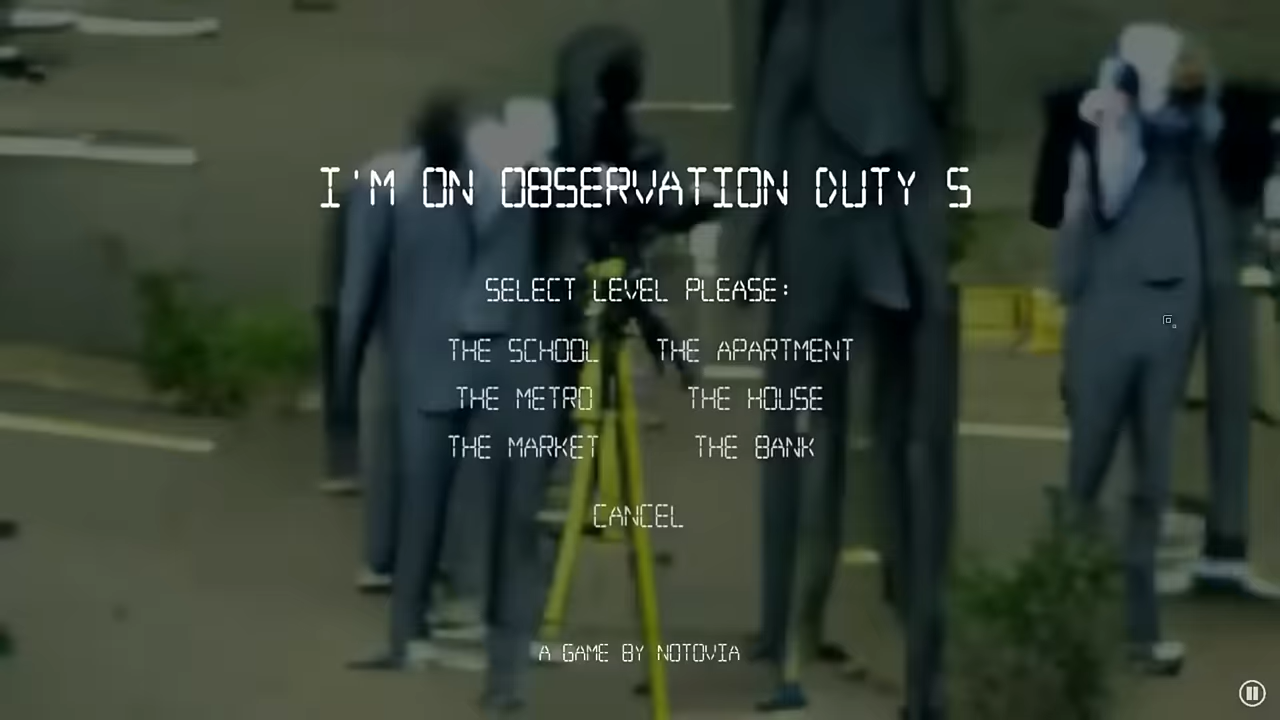 I'M ON OBSERVATION DUTY 5
SELECT LEVEL PLEASE:
THE SCHOOL THE APARTMENT
THE METRO THE HOUSE
THE MARKET THE BANK
CANCEL
A GAME BY NOTOVIA